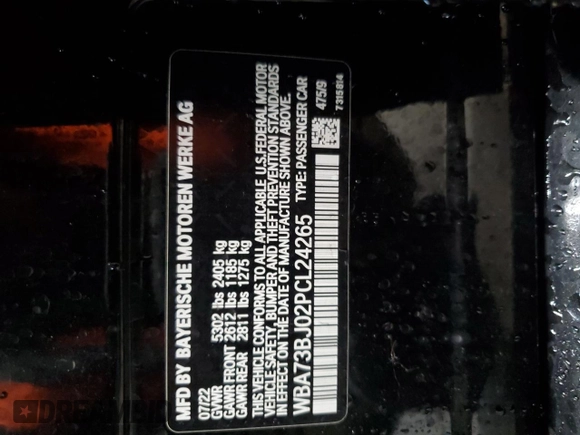 MFD BY BAYERISCHE MOTOREN WERKE AG
07/22
GVWR 5302 lbs 2405 kg
GAWR FRONT 2612 lbs 1185 kg
GAWR REAR 2811 lbs 1275 kg
THIS VEHICLE CONFORMS TO ALL APPLICABLE U.S. FEDERAL MOTOR
VEHICLE SAFETY, BUMPER AND THEFT PREVENTION STANDARDS
IN EFFECT ON THE DATE OF MANUFACTURE SHOWN ABOVE.
WBA73BJ02PCL24265 TYPE: PASSENGER CAR
475/9
7315814